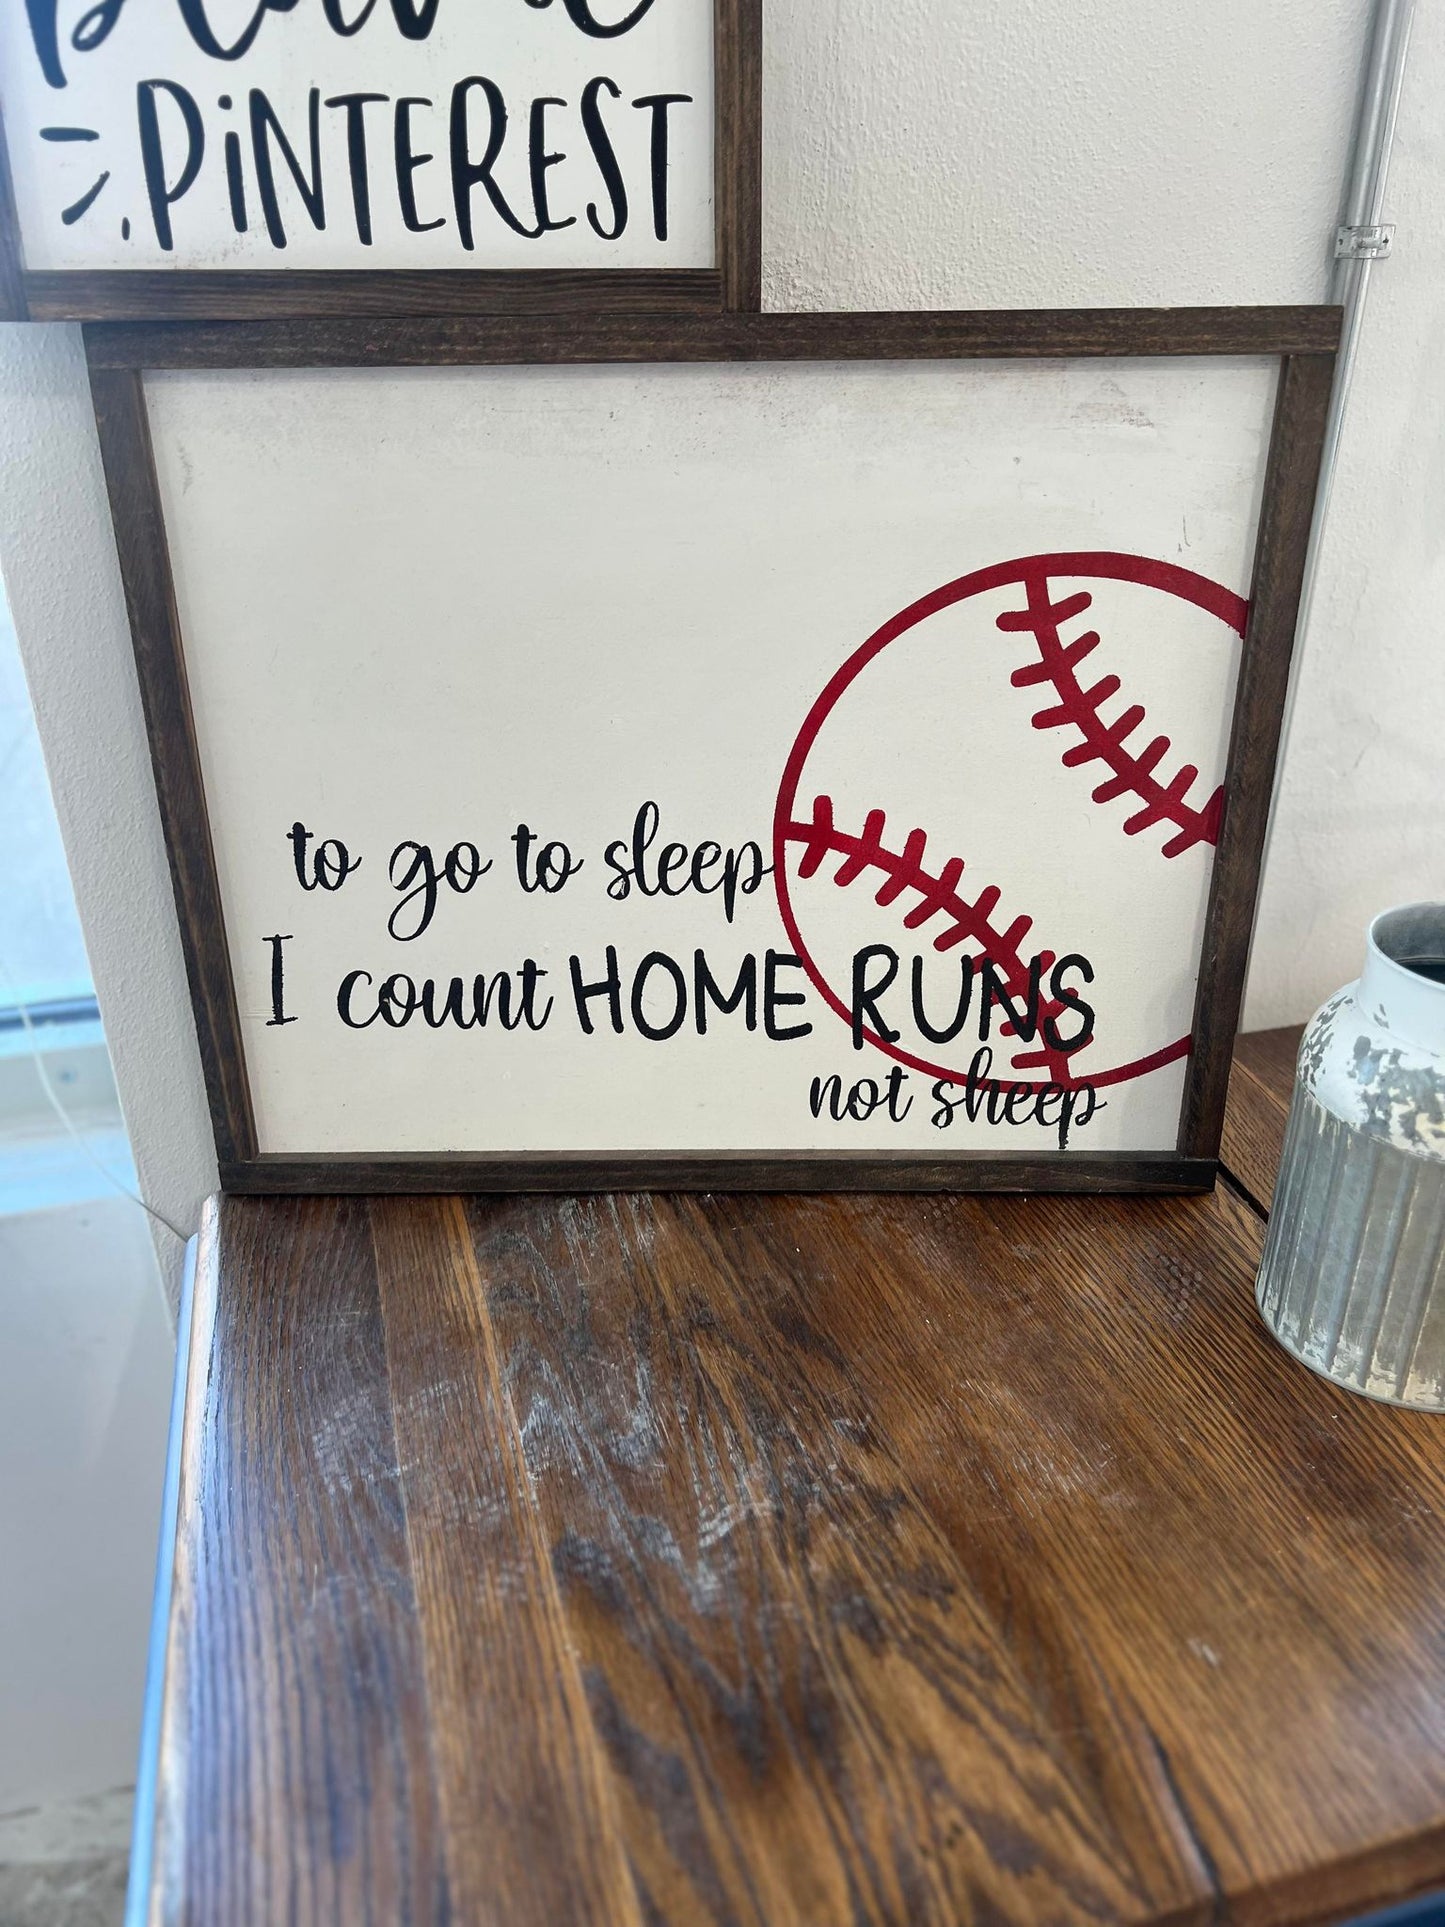 PiNTEREST
to go to sleep
I count HOME RUNS
not sheep